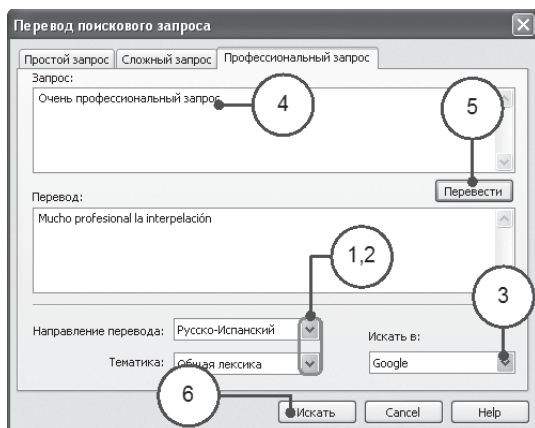 Перевод поискового запроса
Простой запрос Сложный запрос Профессиональный запрос
Запрос:
Очень профессиональный запрос
4
5
Перевести
Перевод:
Mucho profesional la interpelación
1,2
3
Направление перевода: Русско-Испанский
Искать в:
Тематика: Общая лексика
Google
6
Искать Cancel Help